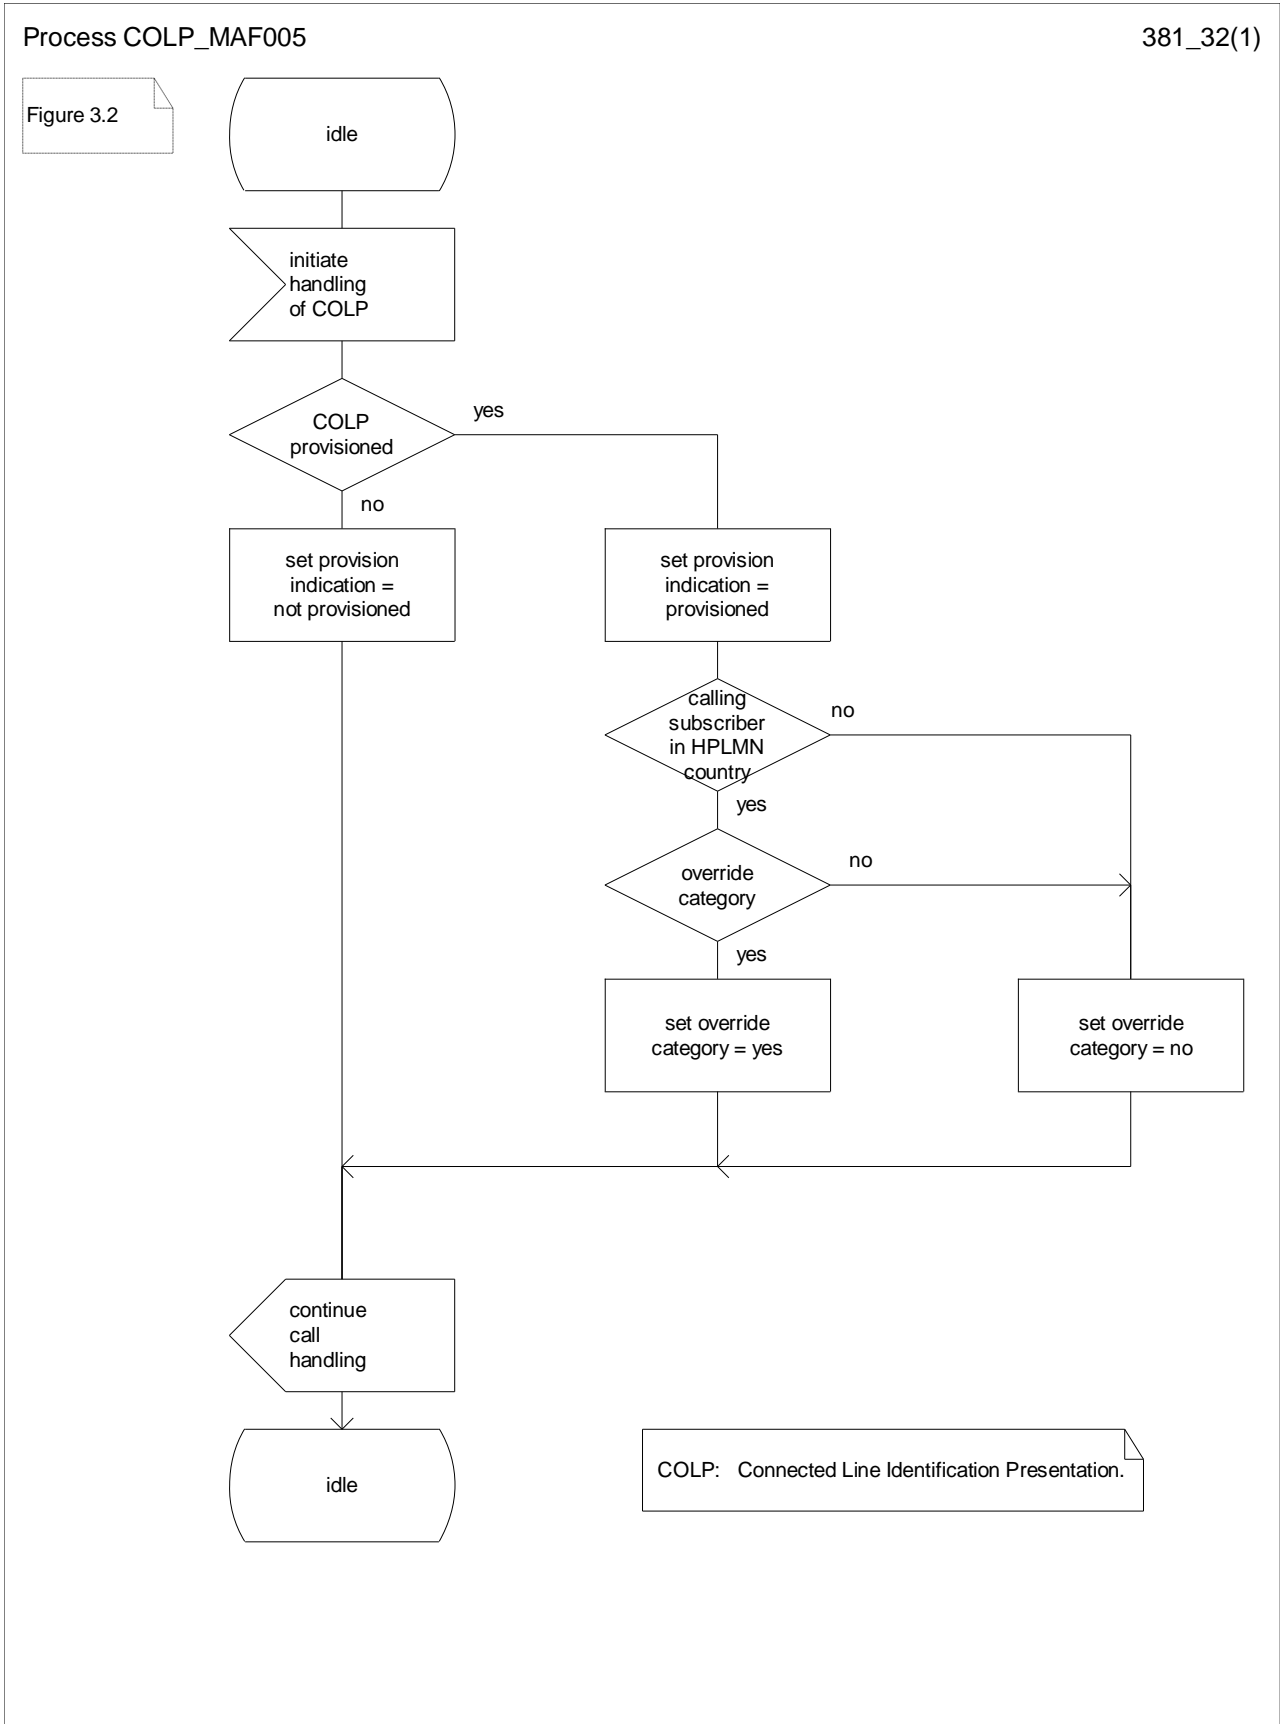 Process COLP_MAF005
381_32(1)
Figure 3.2
idle
initiate
handling
of COLP
COLP
provisioned
yes
no
set provision
indication =
not provisioned
set provision
indication =
provisioned
calling
subscriber
in HPLMN
country
no
yes
override
category
no
yes
set override
category = yes
set override
category = no
continue
call
handling
idle
COLP: Connected Line Identification Presentation.